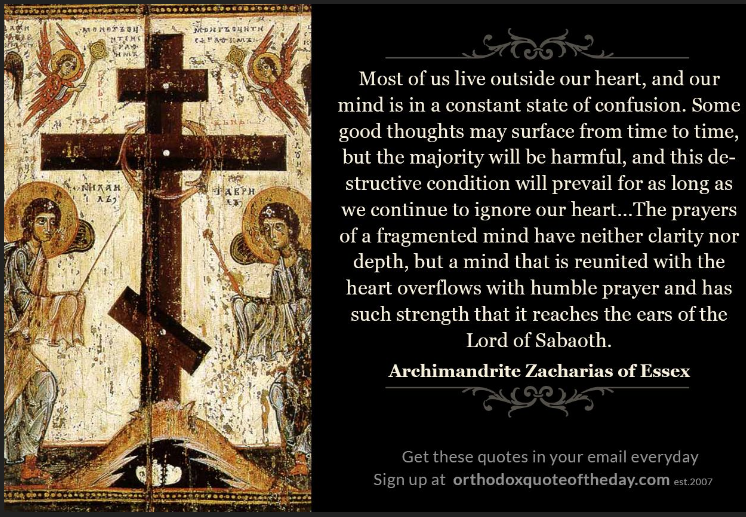 Most of us live outside our heart, and our
mind is in a constant state of confusion. Some
good thoughts may surface from time to time,
but the majority will be harmful, and this de-
structive condition will prevail for as long as
we continue to ignore our heart...The prayers
of a fragmented mind have neither clarity nor
depth, but a mind that is reunited with the
heart overflows with humble prayer and has
such strength that it reaches the ears of the
Lord of Sabaoth.
Archimandrite Zacharias of Essex
Get these quotes in your email everyday
Sign up at orthodoxquoteoftheday.com est.2007